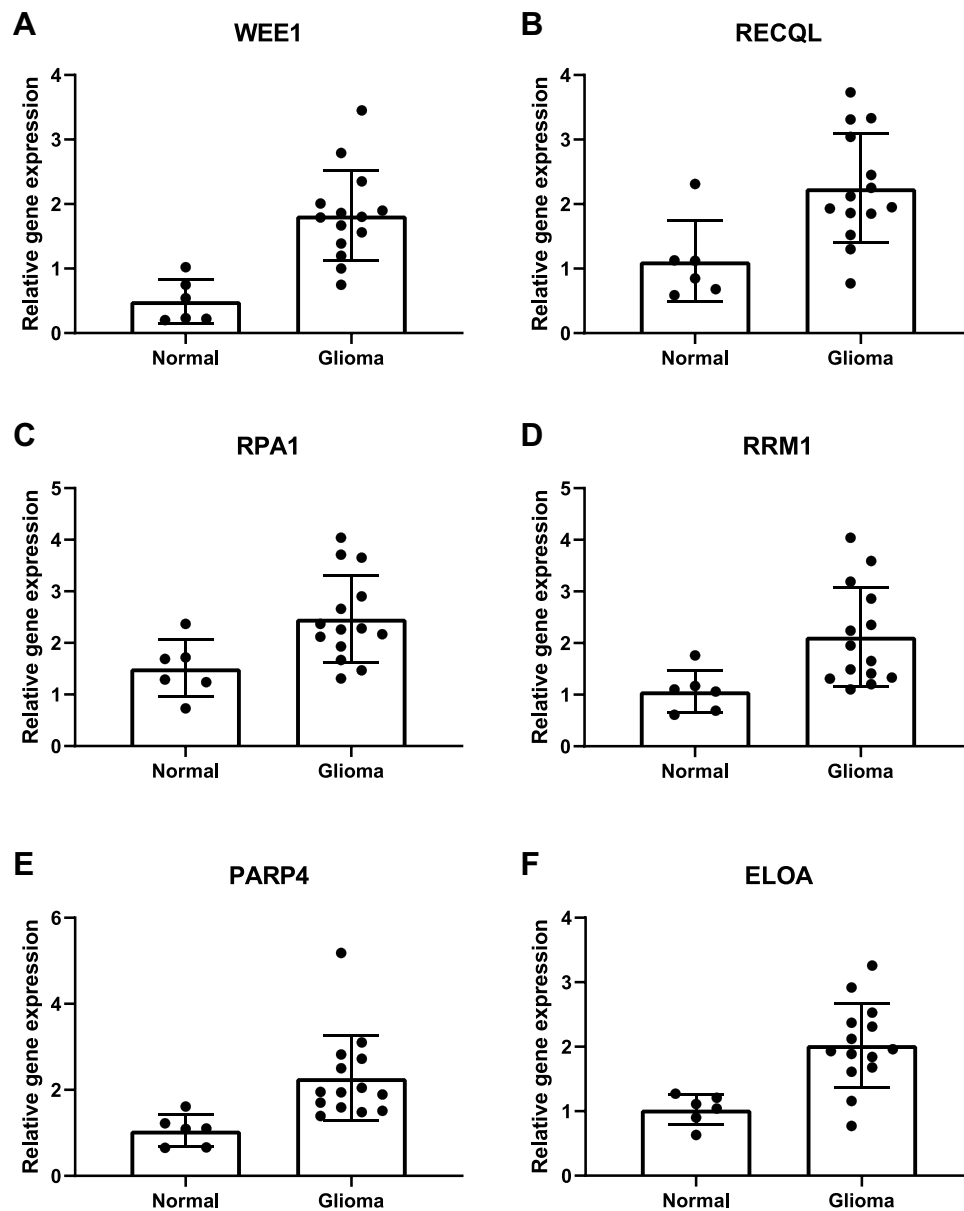 A
WEE1
Relative gene expression
4
3
2
1
0
Normal Glioma
B
RECQL
Relative gene expression
4
3
2
1
0
Normal Glioma
C
RPA1
Relative gene expression
5
4
3
2
1
0
Normal Glioma
D
RRM1
Relative gene expression
5
4
3
2
1
0
Normal Glioma
E
PARP4
Relative gene expression
6
4
2
0
Normal Glioma
F
ELOA
Relative gene expression
4
3
2
1
0
Normal Glioma